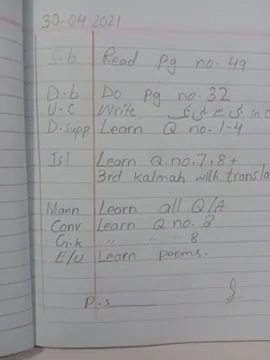 30-04-2021
S.b Read Pg no. 49
D.b Do pg no. 32
U.C Write
D.supp Learn Q no. 1-4
Isl Learn Q.no.7,8 +
3rd kalmah with transla
Mann Learn all Q/A
Conv Learn Q no. 8
G.k " " " 8
E/U Learn poems.
P.s